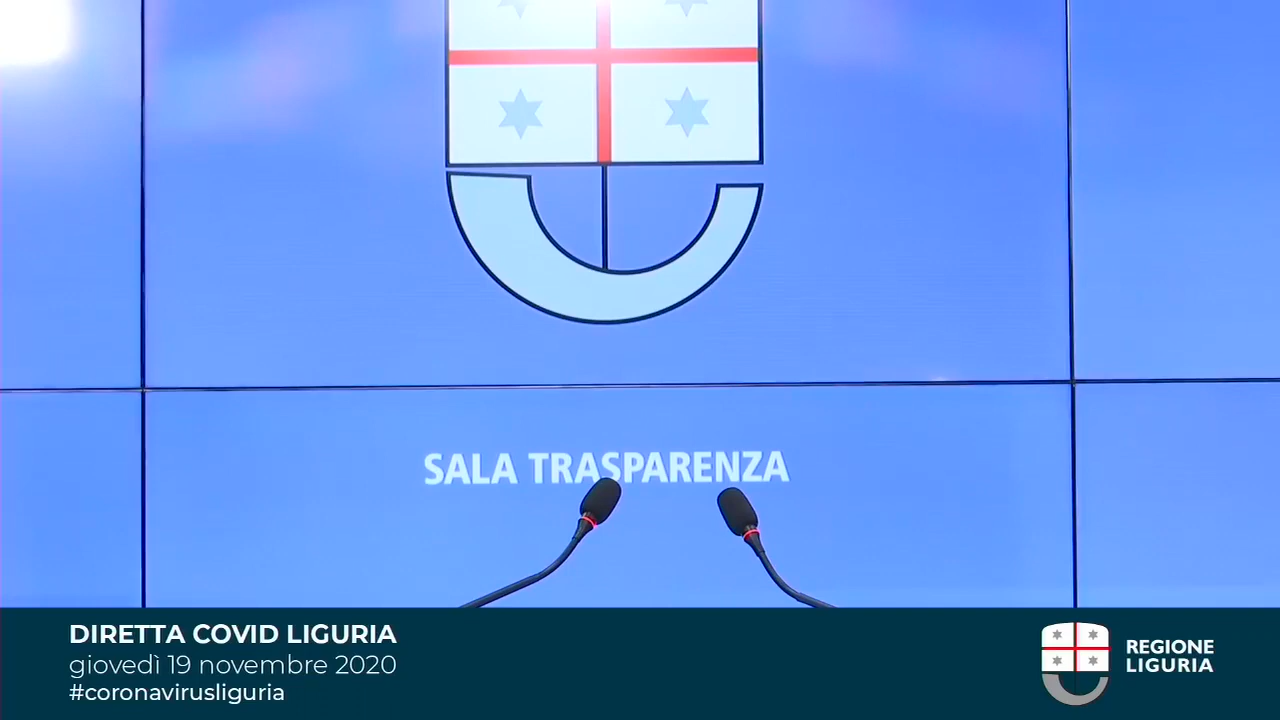 SALA TRASPARENZA
DIRETTA COVID LIGURIA
giovedì 19 novembre 2020
#coronavirusliguria
REGIONE
LIGURIA